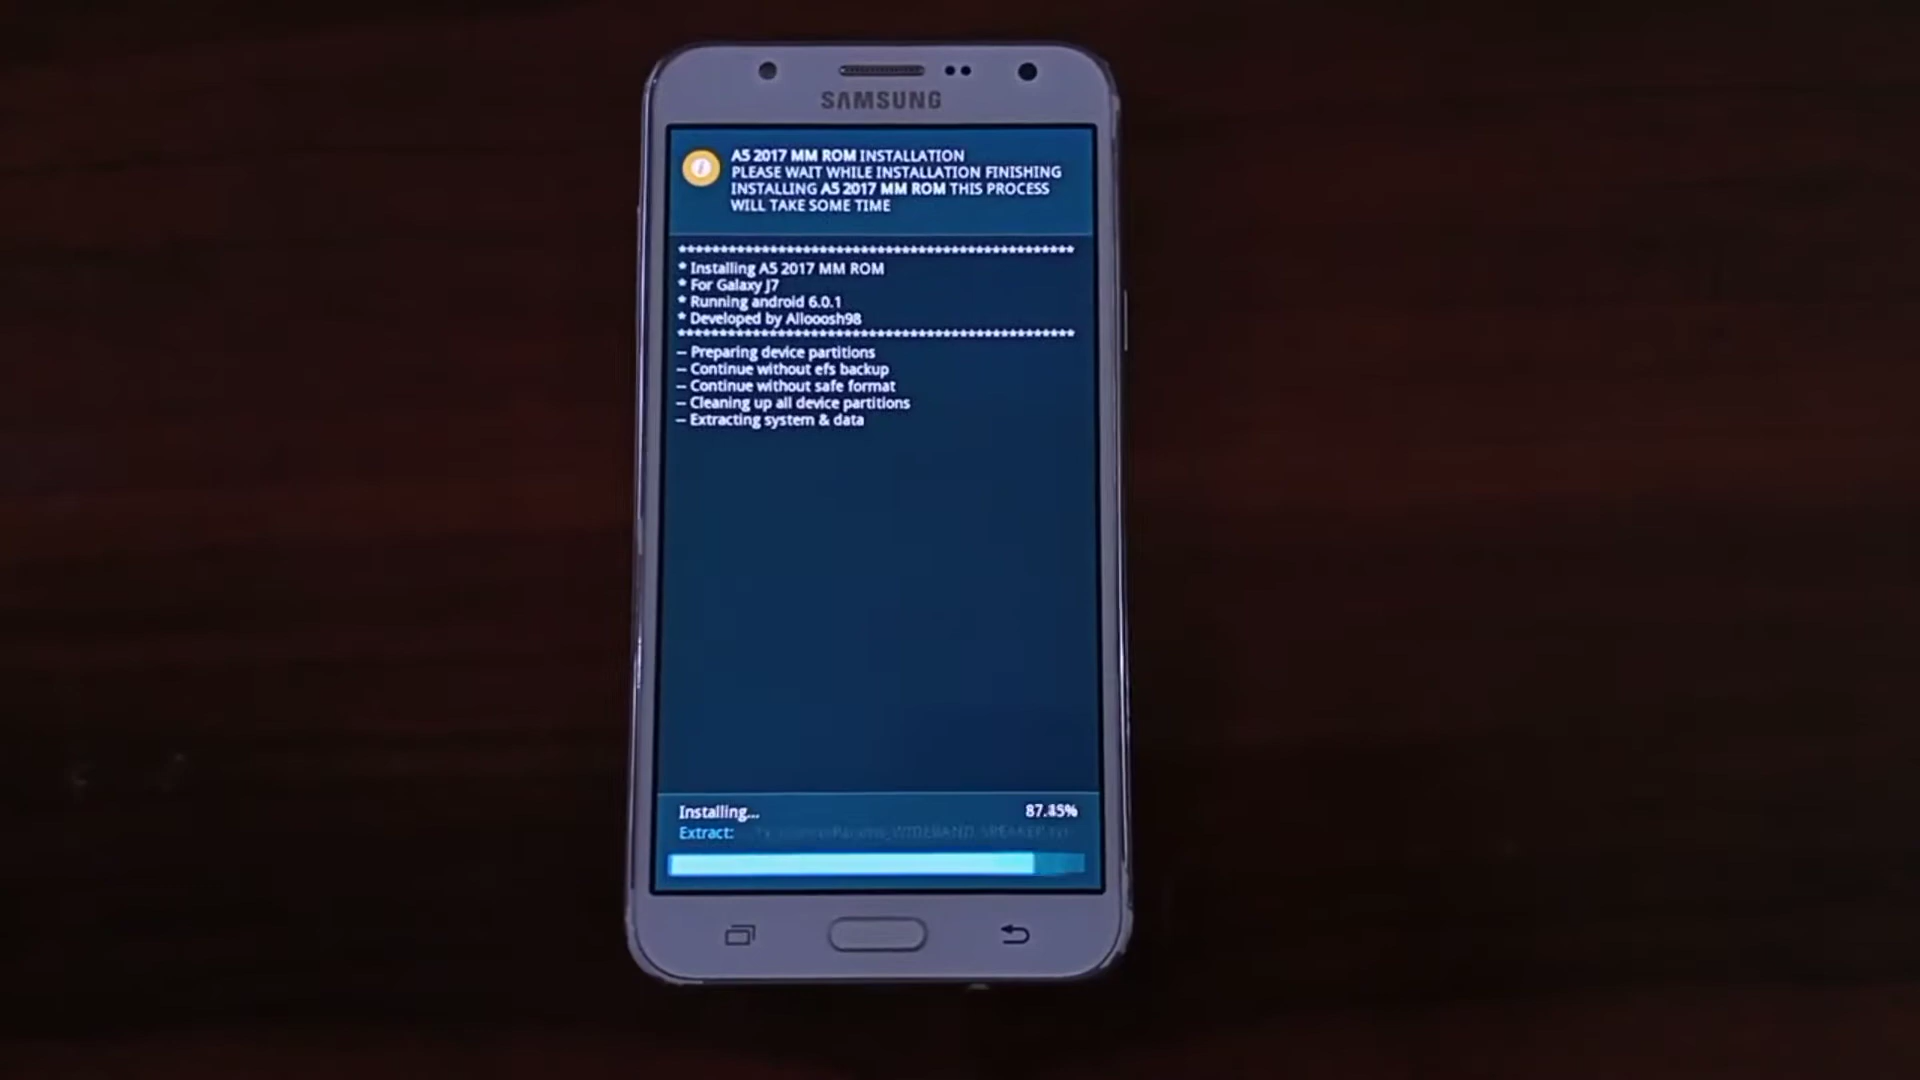 SAMSUNG
A5 2017 MM ROM INSTALLATION
PLEASE WAIT WHILE INSTALLATION FINISHING
INSTALLING A5 2017 MM ROM THIS PROCESS
WILL TAKE SOME TIME
***********************************************
* Installing A5 2017 MM ROM
* For Galaxy J7
* Running android 6.0.1
* Developed by Allooosh98
***********************************************
-- Preparing device partitions
-- Continue without efs backup
-- Continue without safe format
-- Cleaning up all device partitions
-- Extracting system & data
Installing...
Extract: